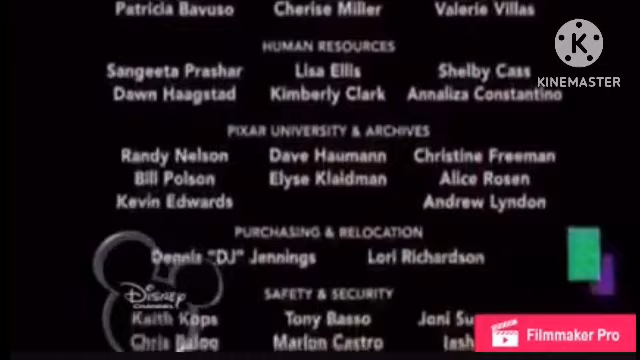 Patricia Bavuso Cherise Miller Valerie Villas
HUMAN RESOURCES
Sangeeta Prashar Lisa Ellis Shelby Cass
Dawn Haagstad Kimberly Clark Annaliza Constantino
KINEMASTER
PIXAR UNIVERSITY & ARCHIVES
Randy Nelson Dave Haumann Christine Freeman
Bill Polson Elyse Klaidman Alice Rosen
Kevin Edwards Andrew Lyndon
PURCHASING & RELOCATION
Dennis "DJ" Jennings Lori Richardson
SAFETY & SECURITY
DISNEY
CHANNEL
Keith Kops Tony Basso Joni
Chris Marlon Castro
Filmmaker Pro